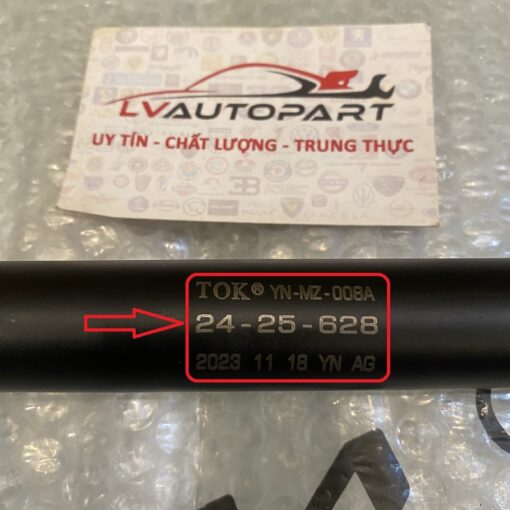 LVAUTOPART
UY TÍN - CHẤT LƯỢNG - TRUNG THỰC
TOK® YN-MZ-008A
24-25-628
2023 11 18 YN AG